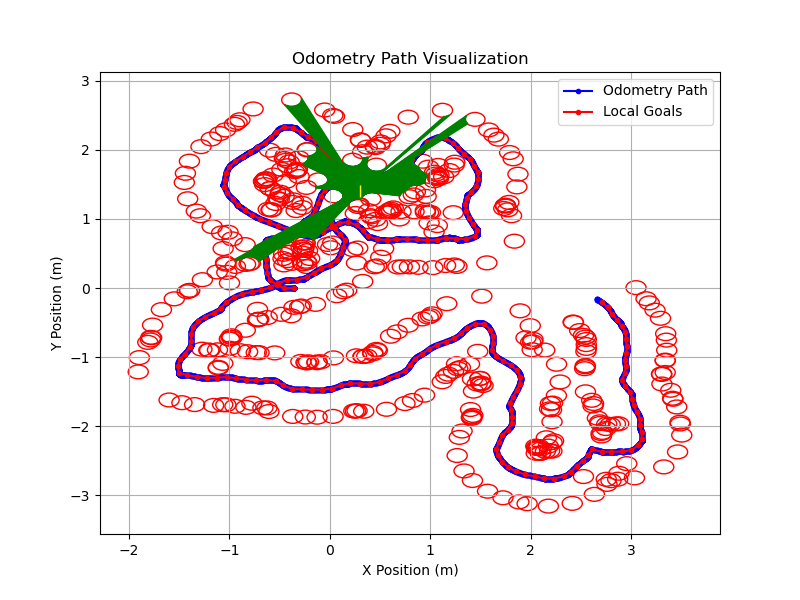 Odometry Path Visualization
Odometry Path
Local Goals
Y Position (m)
3
2
1
0
−1
−2
−3
−2
−1
0
1
2
3
X Position (m)